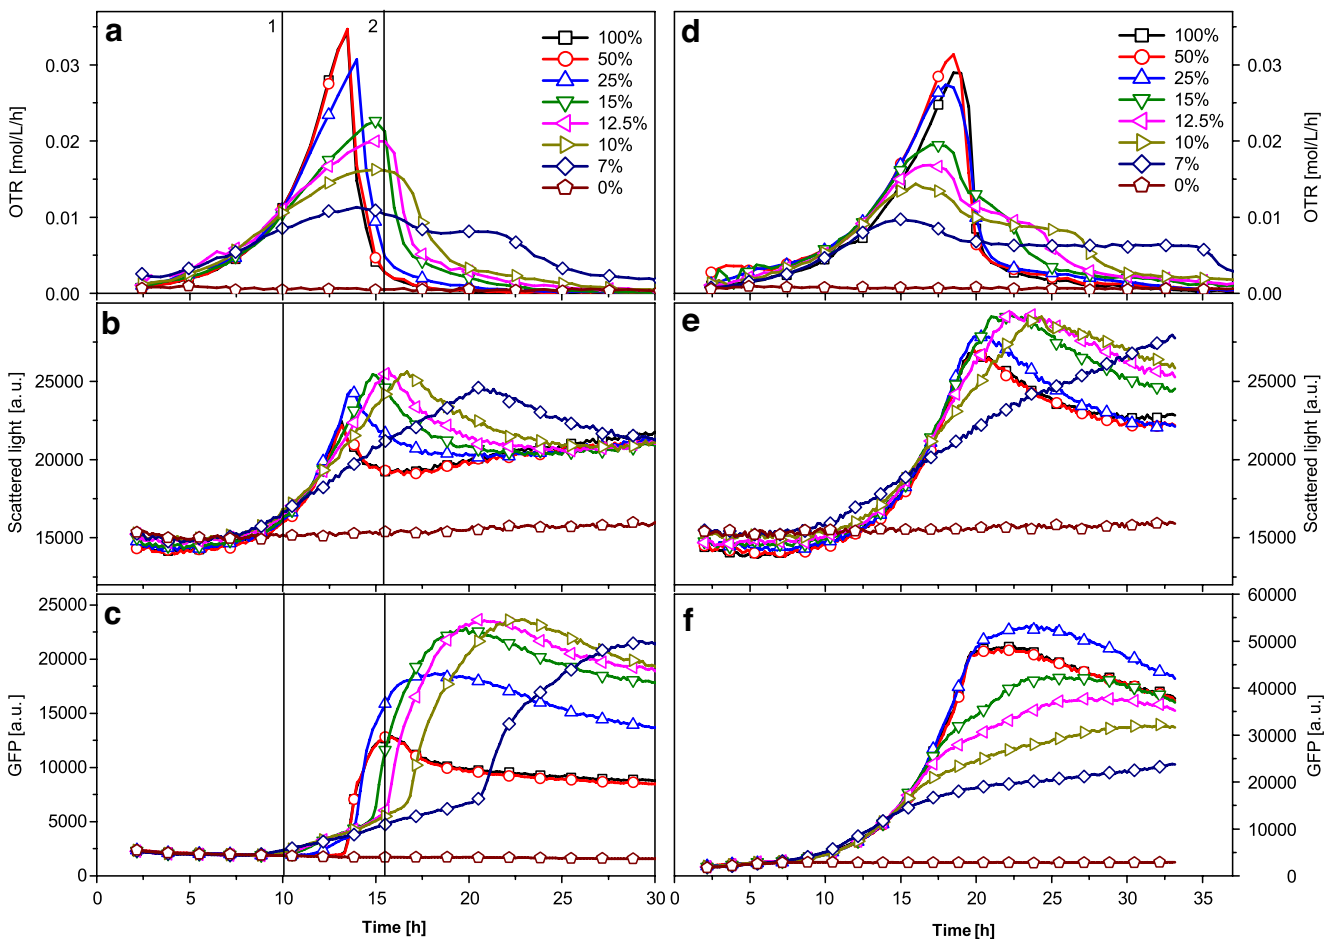 a
1
2
100%
50%
25%
15%
12.5%
10%
7%
0%
0.03
0.02
0.01
0.00
OTR [mol/L/h]
d
100%
50%
25%
15%
12.5%
10%
7%
0%
0.03
0.02
0.01
0.00
OTR [mol/L/h]
b
25000
20000
15000
Scattered light [a.u.]
e
25000
20000
15000
Scattered light [a.u.]
c
25000
20000
15000
10000
5000
0
GFP [a.u.]
0 5 10 15 20 25 30
Time [h]
f
60000
50000
40000
30000
20000
10000
0
GFP [a.u.]
0 5 10 15 20 25 30 35
Time [h]